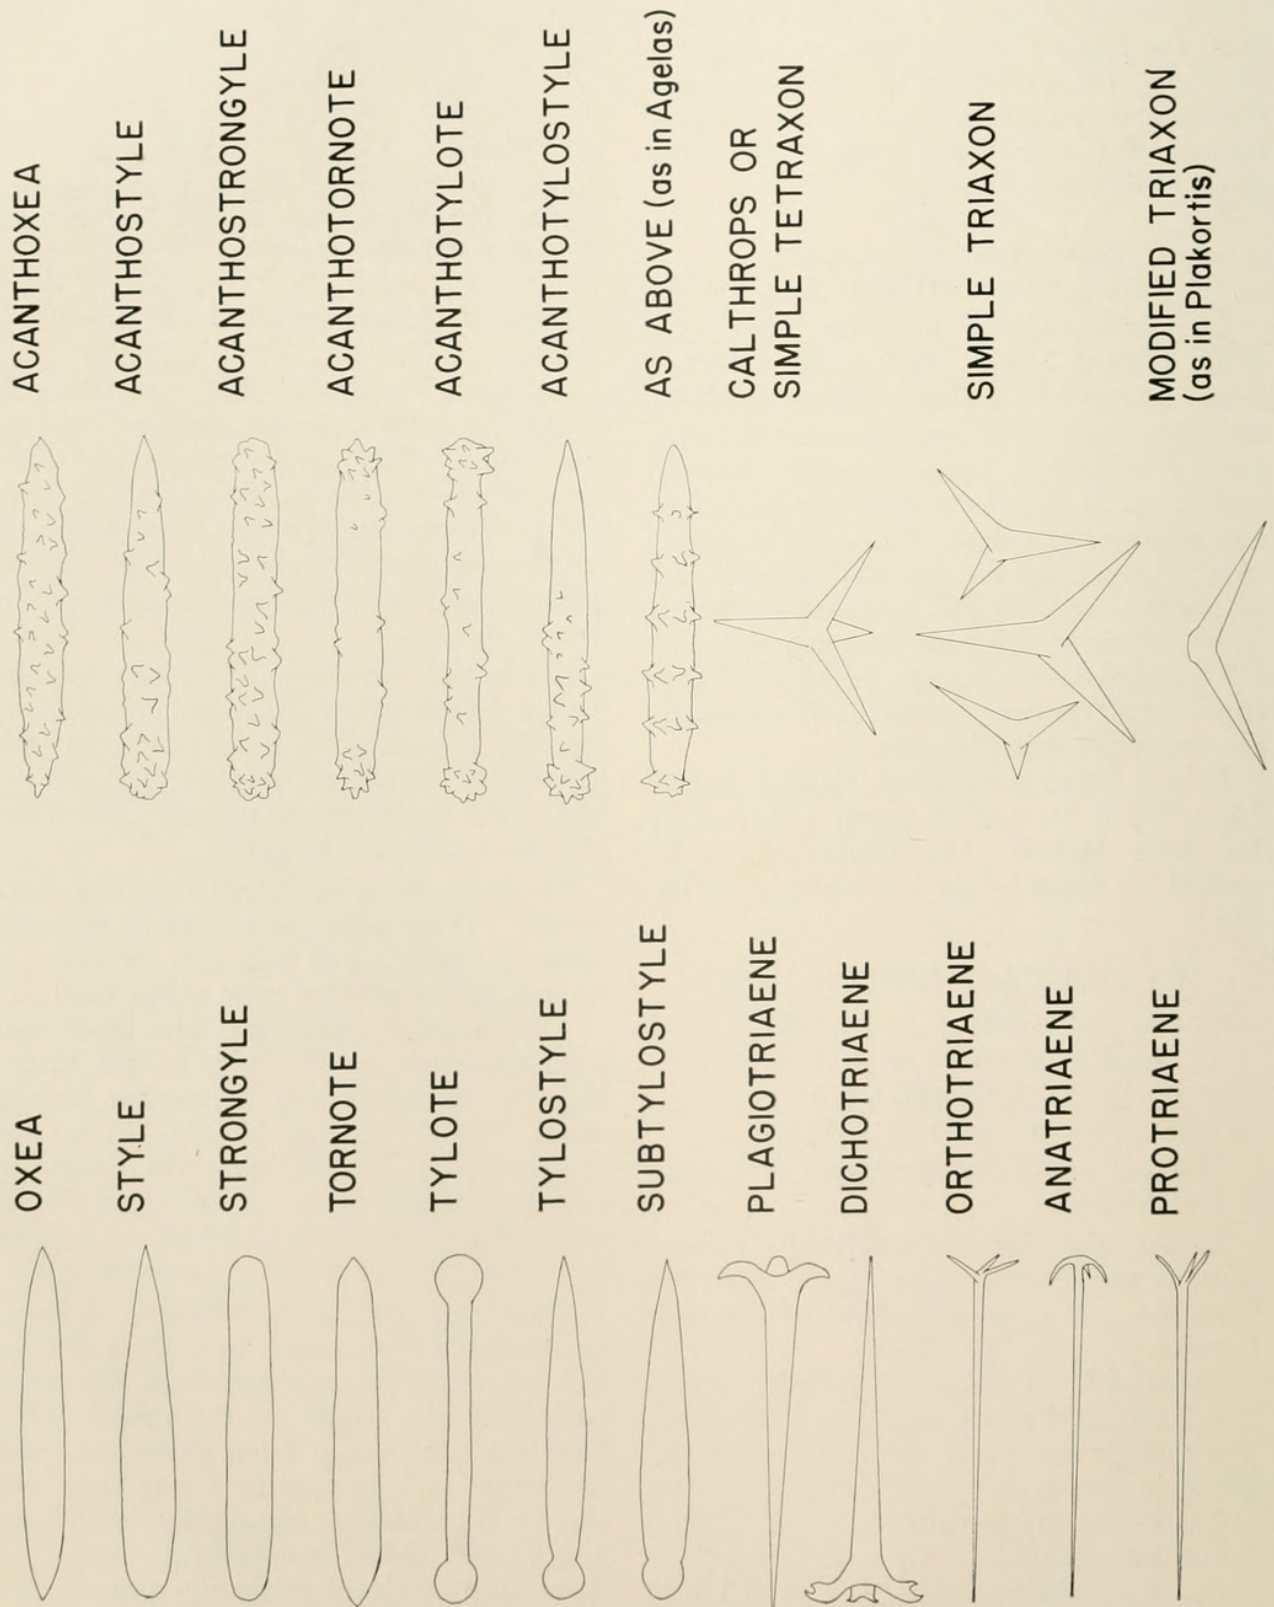 OXEA
STYLE
STRONGYLE
TORNOTE
TYLOTE
TYLOSTYLE
SUBTYLOSTYLE
PLAGIOTRIAENE
DICHOTRIAENE
ORTHOTRIAENE
ANATRIAENE
PROTRIAENE
ACANTHOXEA
ACANTHOSTYLE
ACANTHOSTRONGYLE
ACANTHOTORNOTE
ACANTHOTYLOTE
ACANTHOTYLOSTYLE
AS ABOVE (as in Agelas)
CALTHROPS OR
SIMPLE TETRAXON
SIMPLE TRIAXON
MODIFIED TRIAXON
(as in Plakortis)